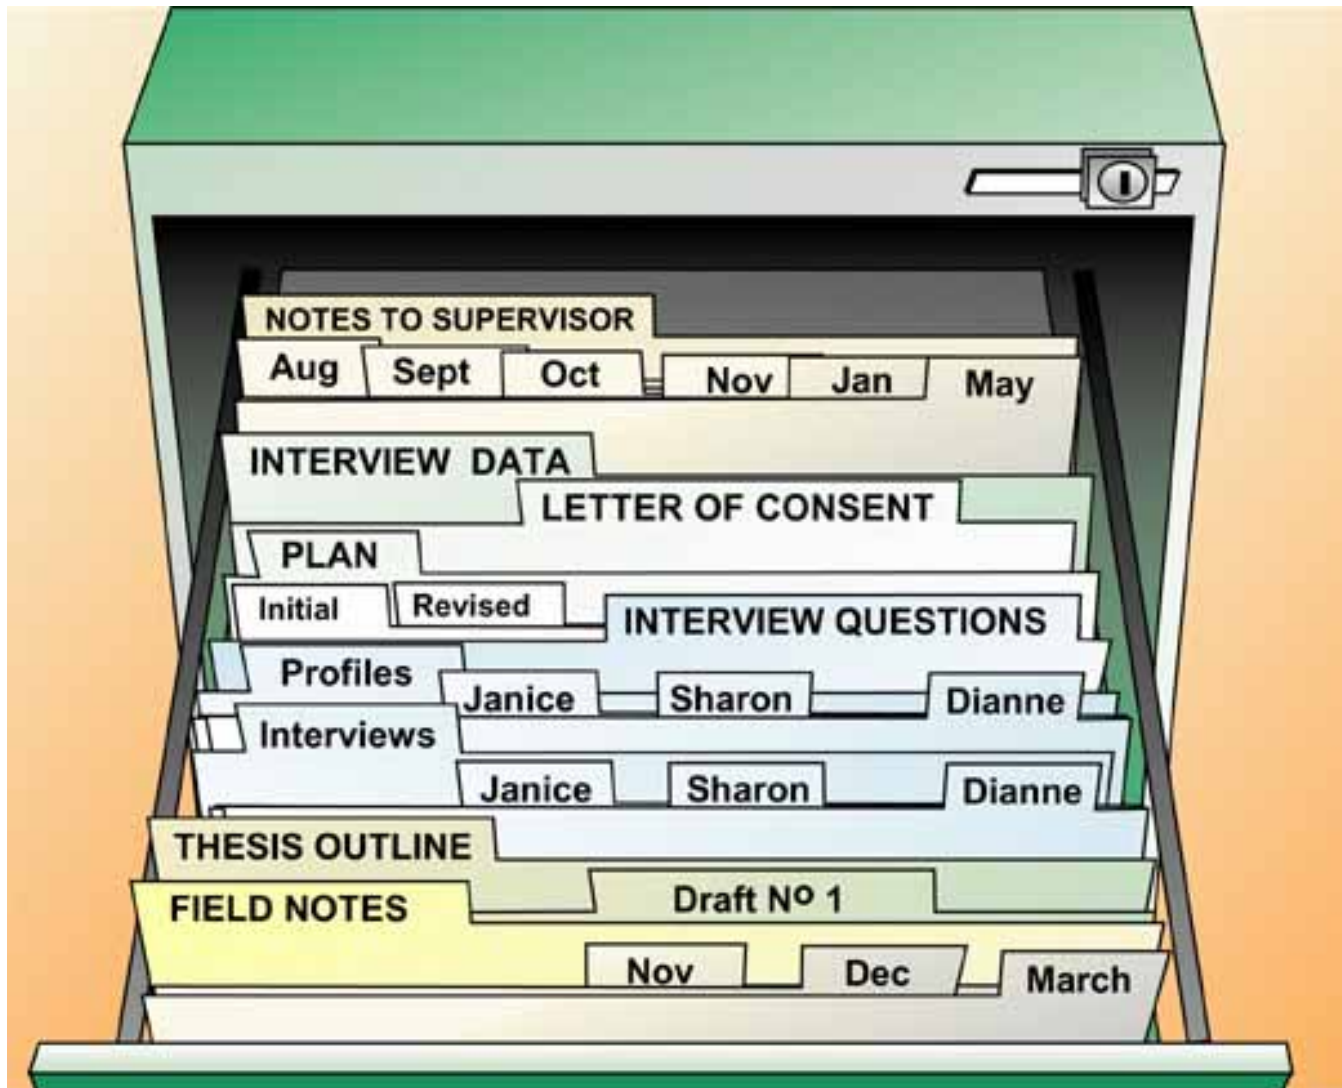 NOTES TO SUPERVISOR
Aug Sept Oct Nov Jan May
INTERVIEW DATA
LETTER OF CONSENT
PLAN
Initial Revised
INTERVIEW QUESTIONS
Profiles
Janice Sharon Dianne
Interviews
Janice Sharon Dianne
THESIS OUTLINE
Draft Nº 1
FIELD NOTES
Nov Dec March